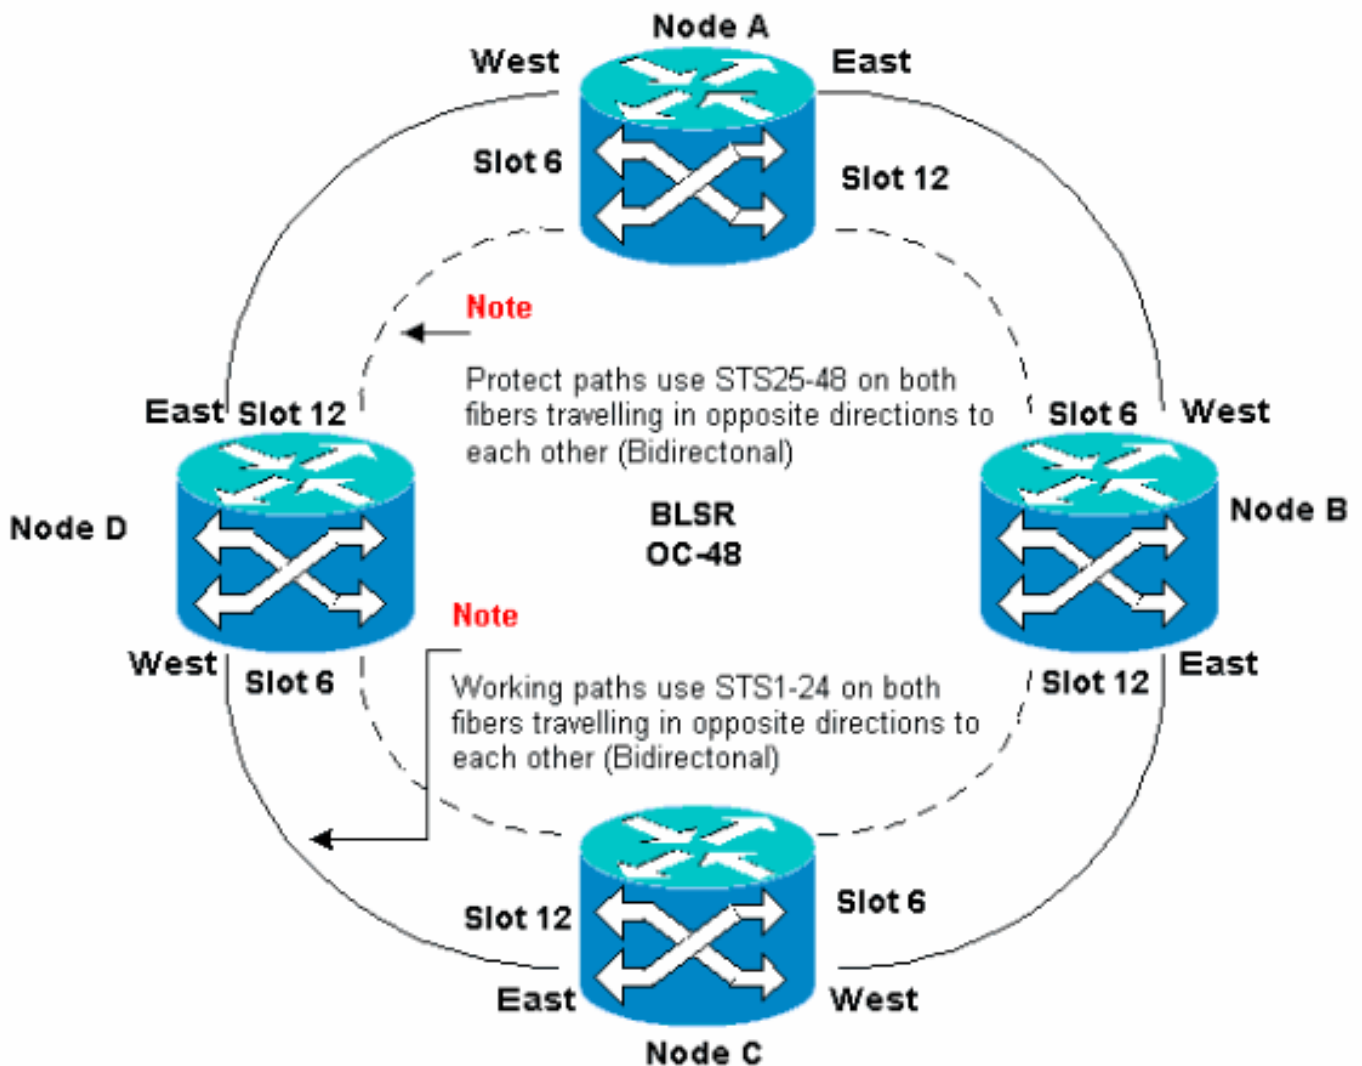 Node A
West
East
Slot 6
Slot 12
Note
Protect paths use STS25-48 on both
fibers travelling in opposite directions to
each other (Bidirectonal)
East
Slot 12
Slot 6
West
BLSR
OC-48
Node D
Node B
Note
West
Slot 6
Slot 12
East
Working paths use STS1-24 on both
fibers travelling in opposite directions to
each other (Bidirectonal)
Slot 12
Slot 6
East
West
Node C